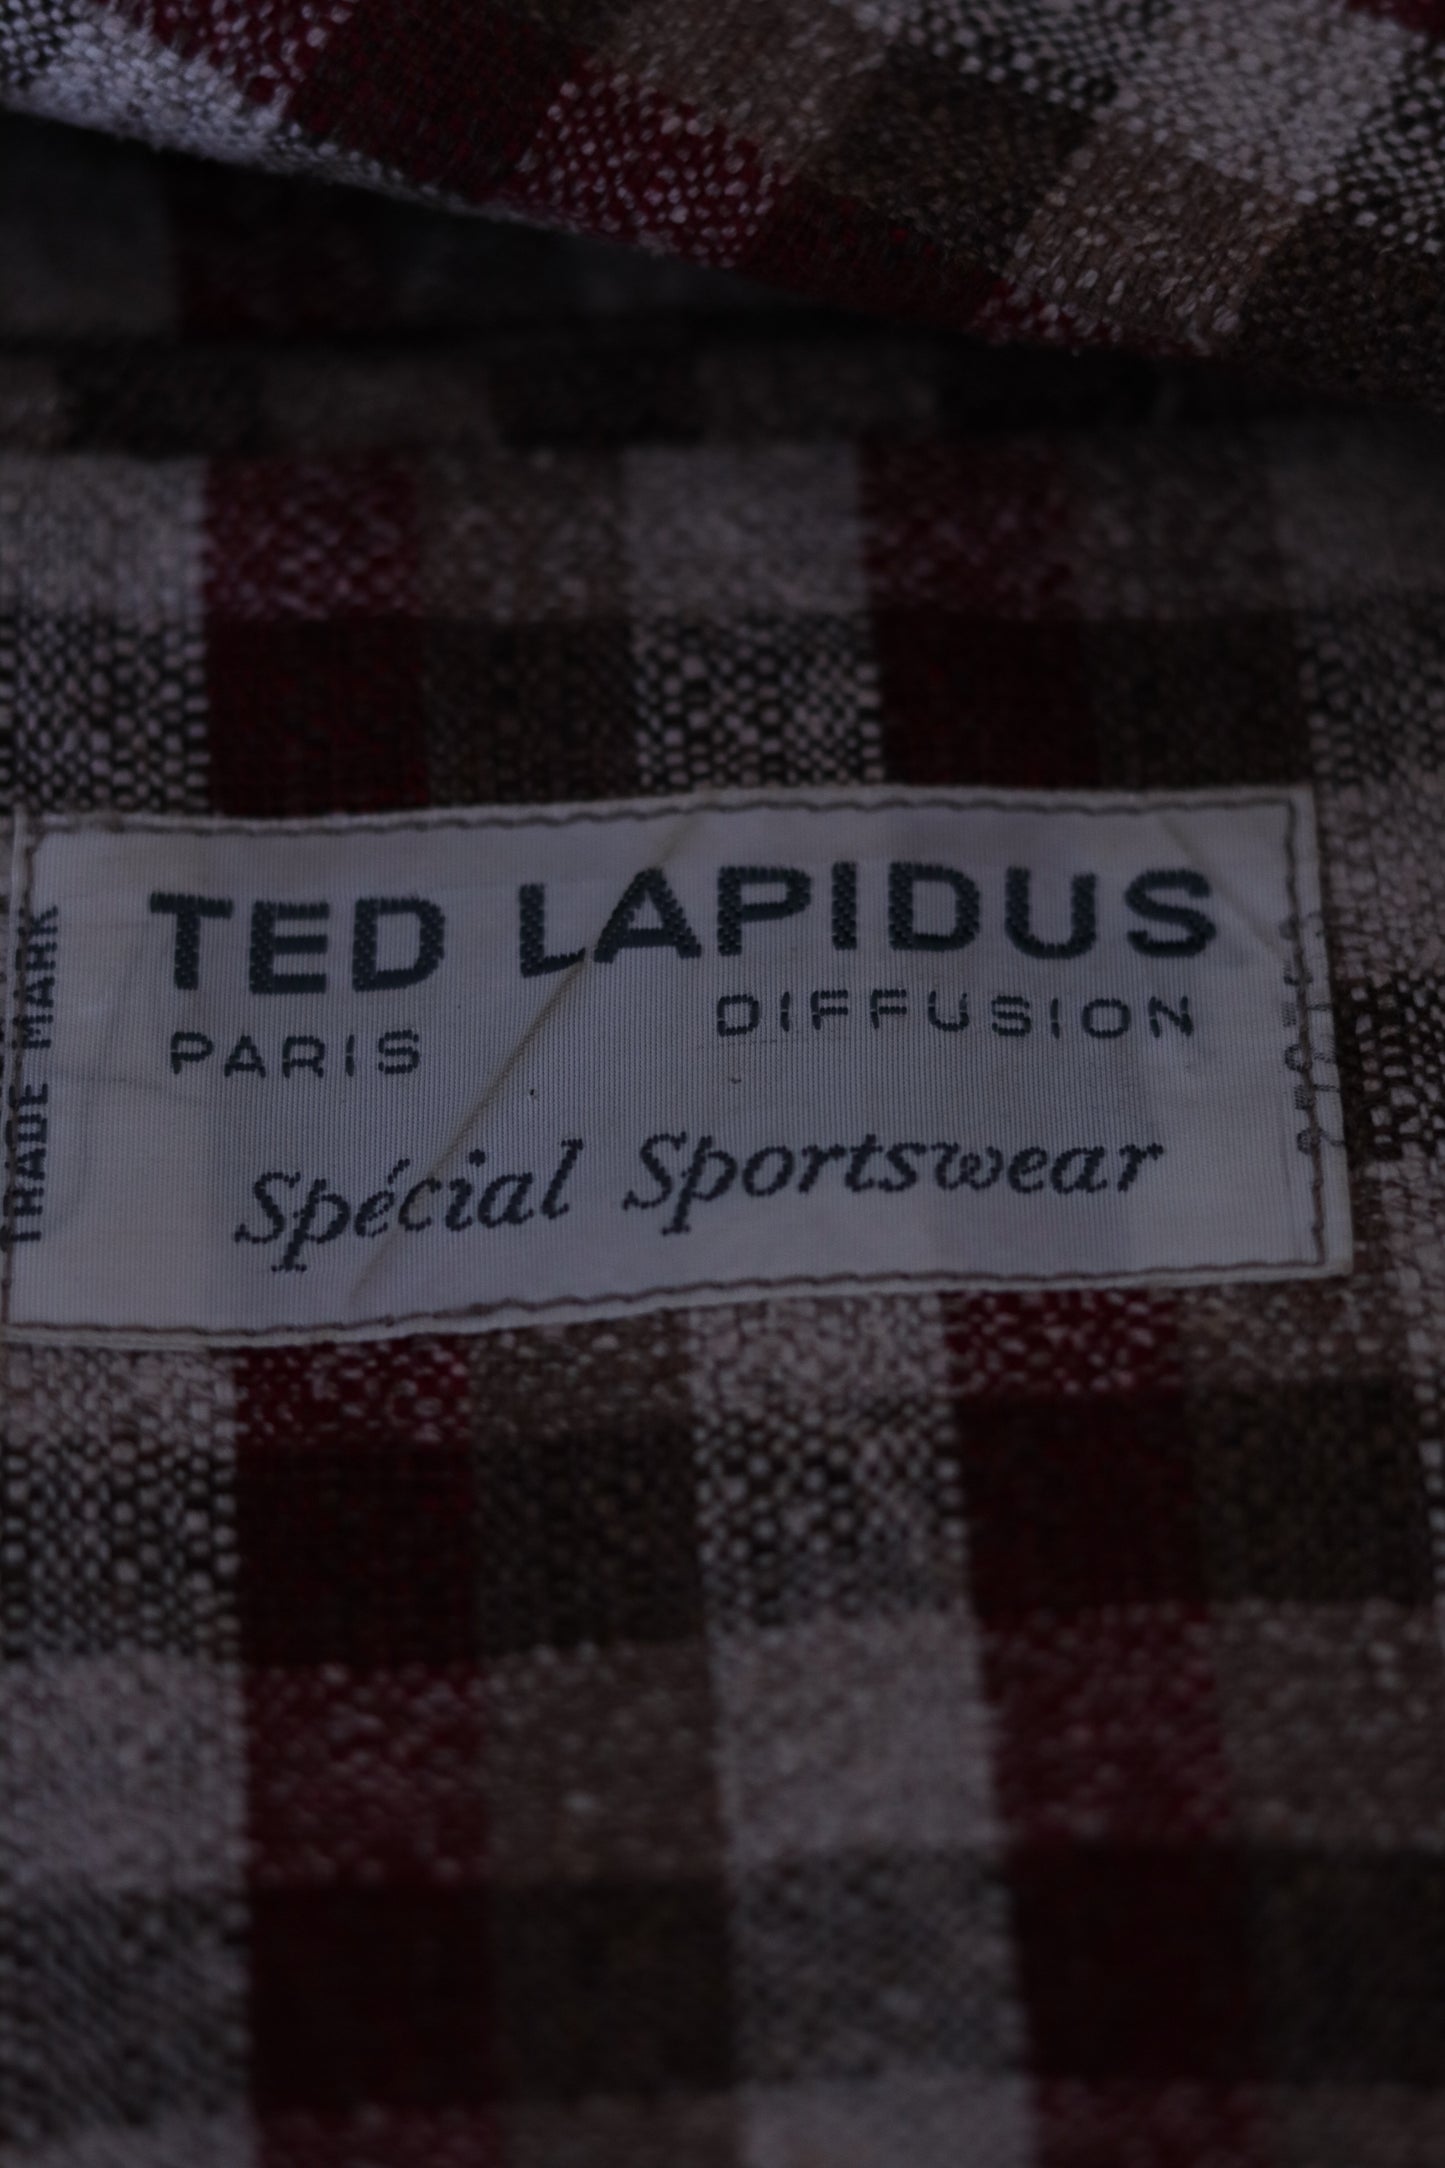 TED LAPIDUS
PARIS DIFFUSION
Spécial Sportswear
TRADE MARK